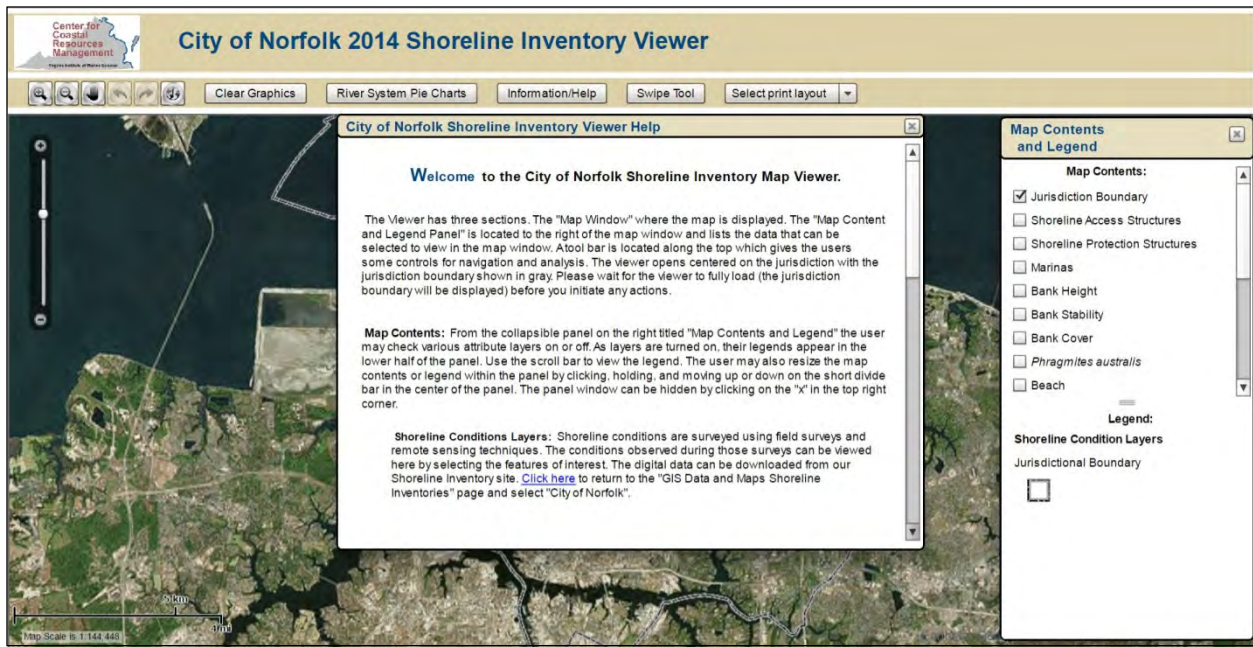 Center for
Coastal
Resources
Management
City of Norfolk 2014 Shoreline Inventory Viewer
Clear Graphics
River System Pie Charts
Information/Help
Swipe Tool
Select print layout
City of Norfolk Shoreline Inventory Viewer Help
Welcome to the City of Norfolk Shoreline Inventory Map Viewer.
The Viewer has three sections. The "Map Window" where the map is displayed. The "Map Content
and Legend Panel" is located to the right of the map window and lists the data that can be
selected to view in the map window. A tool bar is located along the top which gives the users
some controls for navigation and analysis. The viewer opens centered on the jurisdiction with the
jurisdiction boundary shown in gray. Please wait for the viewer to fully load (the jurisdiction
boundary will be displayed) before you initiate any actions.
Map Contents: From the collapsible panel on the right titled "Map Contents and Legend" the user
may check various attribute layers on or off. As layers are turned on, their legends appear in the
lower half of the panel. Use the scroll bar to view the legend. The user may also resize the map
contents or legend within the panel by clicking, holding, and moving up or down on the short divide
bar in the center of the panel. The panel window can be hidden by clicking on the "x" in the top right
corner.
Shoreline Conditions Layers: Shoreline conditions are surveyed using field surveys and
remote sensing techniques. The conditions observed during those surveys can be viewed
here by selecting the features of interest. The digital data can be downloaded from our
Shoreline Inventory site. Click here to return to the "GIS Data and Maps Shoreline
Inventories" page and select "City of Norfolk".
Map Contents
and Legend
Map Contents:
Jurisdiction Boundary
Shoreline Access Structures
Shoreline Protection Structures
Marinas
Bank Height
Bank Stability
Bank Cover
Phragmites australis
Beach
Legend:
Shoreline Condition Layers
Jurisdictional Boundary
5 km
4 mi
Map Scale is 1:144,448